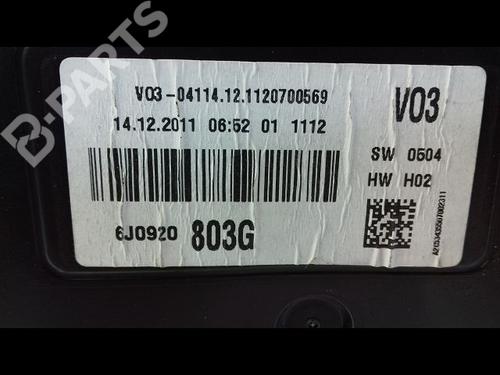 B-PARTS
V03-04114.12.1120700569
14.12.2011 06:52 01 1112
V03
SW 0504
HW H02
6J0920 803G